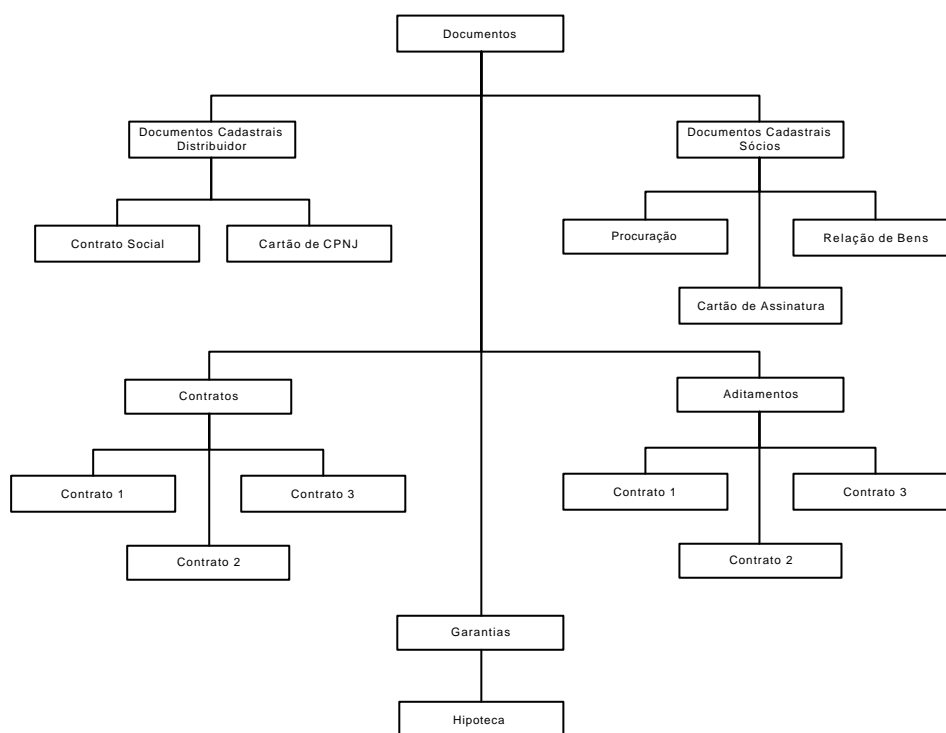 Documentos
Documentos Cadastrais
Distribuidor
Documentos Cadastrais
Sócios
Contrato Social
Cartão de CPNJ
Procuração
Relação de Bens
Cartão de Assinatura
Contratos
Aditamentos
Contrato 1
Contrato 3
Contrato 1
Contrato 3
Contrato 2
Contrato 2
Garantias
Hipoteca